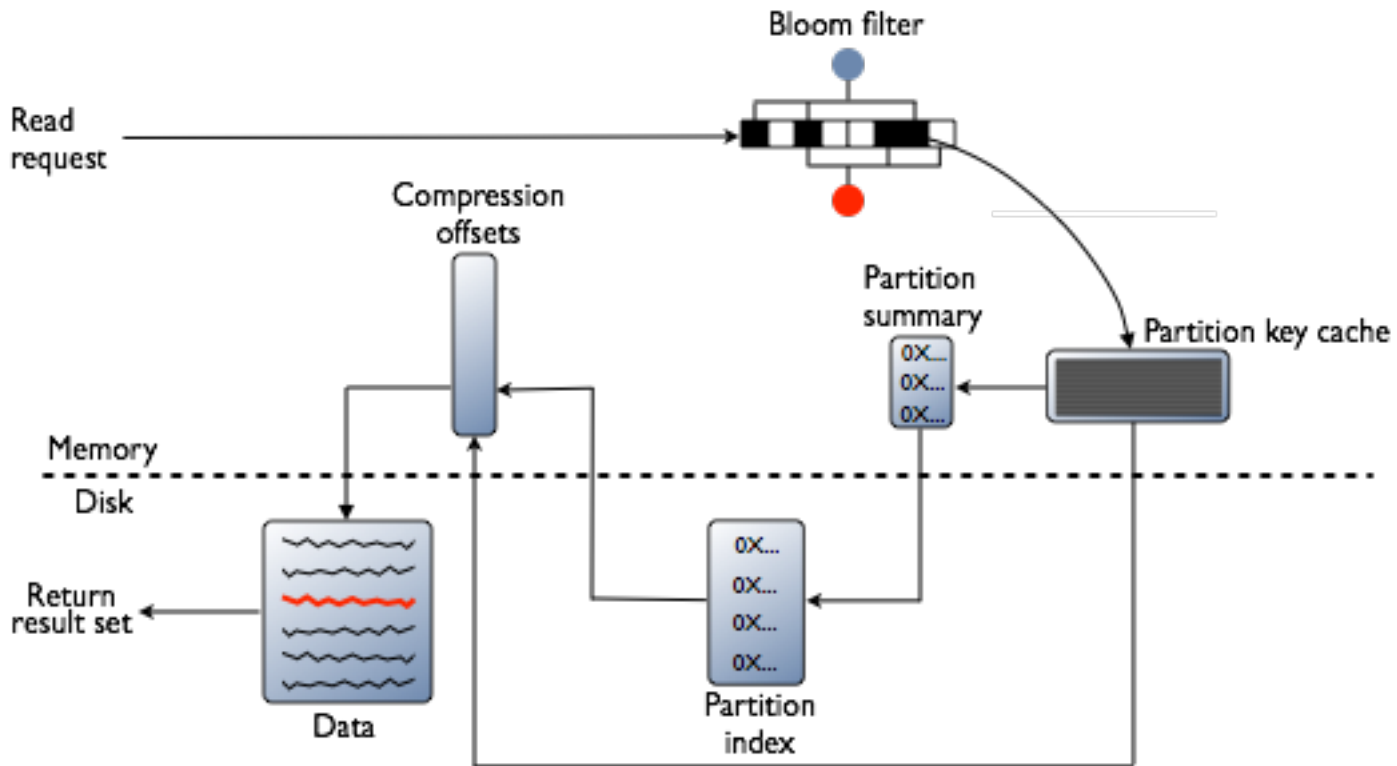 Bloom filter
Read
request
Compression
offsets
Partition
summary
Partition key cache
0X...
0X...
0X...
Memory
Disk
0X...
0X...
0X...
0X...
Return
result set
Data
Partition
index